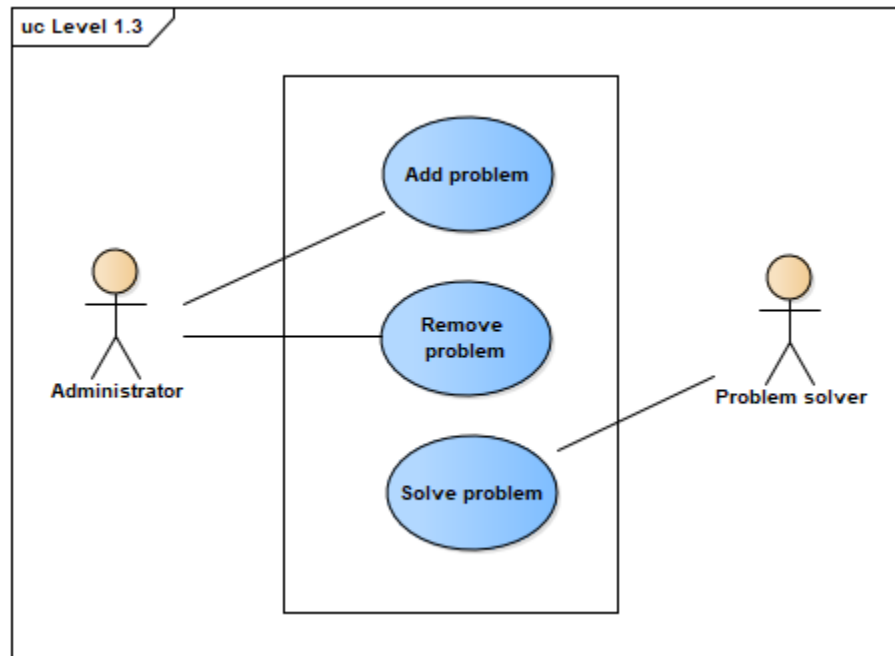 uc Level 1.3
Add problem
Remove
problem
Administrator
Problem solver
Solve problem